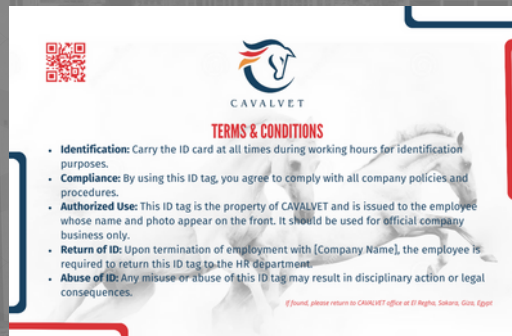 CAVALVET
TERMS & CONDITIONS
• Identification: Carry the ID card at all times during working hours for identification
purposes.
• Compliance: By using this ID tag, you agree to comply with all company policies and
procedures.
• Authorized Use: This ID tag is the property of CAVALVET and is issued to the employee
whose name and photo appear on the front. It should be used for official company
business only.
• Return of ID: Upon termination of employment with [Company Name], the employee is
required to return this ID tag to the HR department.
• Abuse of ID: Any misuse or abuse of this ID tag may result in disciplinary action or legal
consequences.
If found, please return to CAVALVET office at El Regha, Sakara, Giza, Egypt